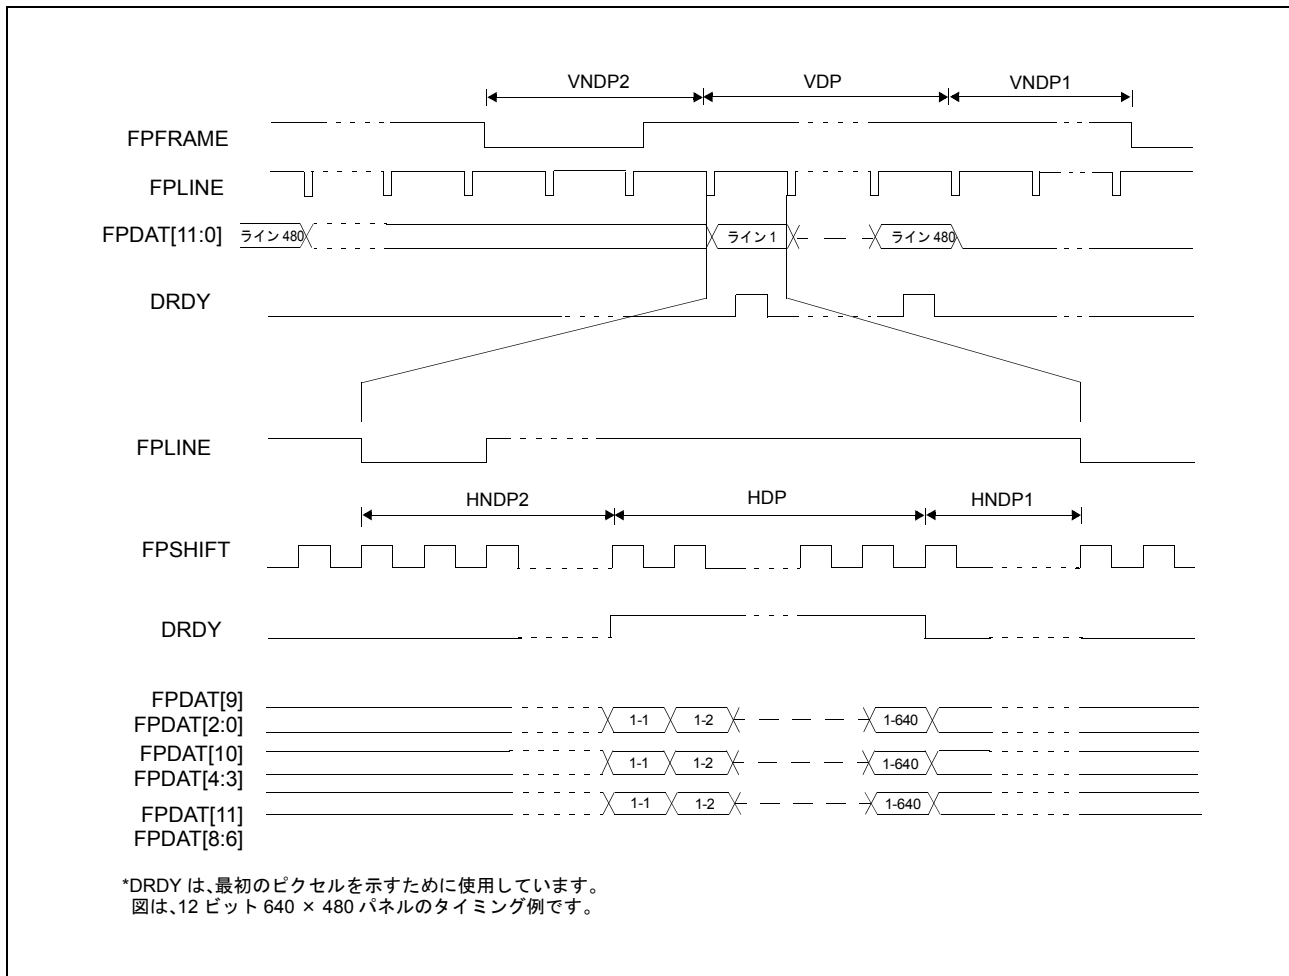 VNDP2 VDP VNDP1
FPFRAME
FPLINE
FPDAT[11:0] ライン 480 ライン 1 ライン 480
DRDY
FPLINE
HNDP2 HDP HNDP1
FPSHIFT
DRDY
FPDAT[9]
FPDAT[2:0] 1-1 1-2 1-640
FPDAT[10]
FPDAT[4:3] 1-1 1-2 1-640
FPDAT[11] 1-1 1-2 1-640
FPDAT[8:6]
*DRDY は、最初のピクセルを示すために使用しています。
図は、12 ビット 640 × 480 パネルのタイミング例です。